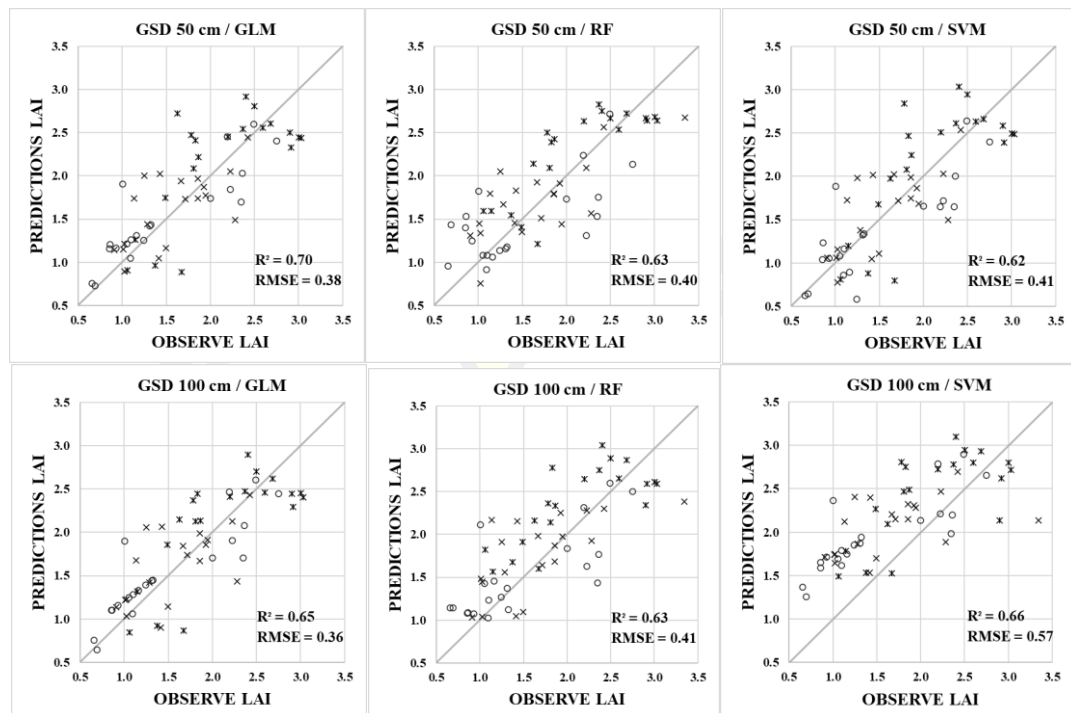 GSD 50 cm / GLM
3.5
3.0
2.5
2.0
1.5
1.0
0.5
PREDICTIONS LAI
R² = 0.70
RMSE = 0.38
0.5 1.0 1.5 2.0 2.5 3.0 3.5
OBSERVE LAI
GSD 50 cm / RF
3.5
3.0
2.5
2.0
1.5
1.0
0.5
PREDICTIONS LAI
R² = 0.63
RMSE = 0.40
0.5 1.0 1.5 2.0 2.5 3.0 3.5
OBSERVE LAI
GSD 50 cm / SVM
3.5
3.0
2.5
2.0
1.5
1.0
0.5
PREDICTIONS LAI
R² = 0.62
RMSE = 0.41
0.5 1.0 1.5 2.0 2.5 3.0 3.5
OBSERVE LAI
GSD 100 cm / GLM
3.5
3.0
2.5
2.0
1.5
1.0
0.5
PREDICTIONS LAI
R² = 0.65
RMSE = 0.36
0.5 1.0 1.5 2.0 2.5 3.0 3.5
OBSERVE LAI
GSD 100 cm / RF
3.5
3.0
2.5
2.0
1.5
1.0
0.5
PREDICTIONS LAI
R² = 0.63
RMSE = 0.41
0.5 1.0 1.5 2.0 2.5 3.0 3.5
OBSERVE LAI
GSD 100 cm / SVM
3.5
3.0
2.5
2.0
1.5
1.0
0.5
PREDICTIONS LAI
R² = 0.66
RMSE = 0.57
0.5 1.0 1.5 2.0 2.5 3.0 3.5
OBSERVE LAI